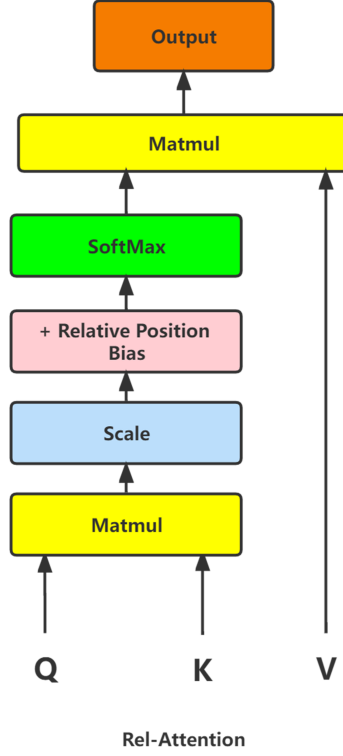 Output
Matmul
SoftMax
+ Relative Position
Bias
Scale
Matmul
Q K V
Rel-Attention